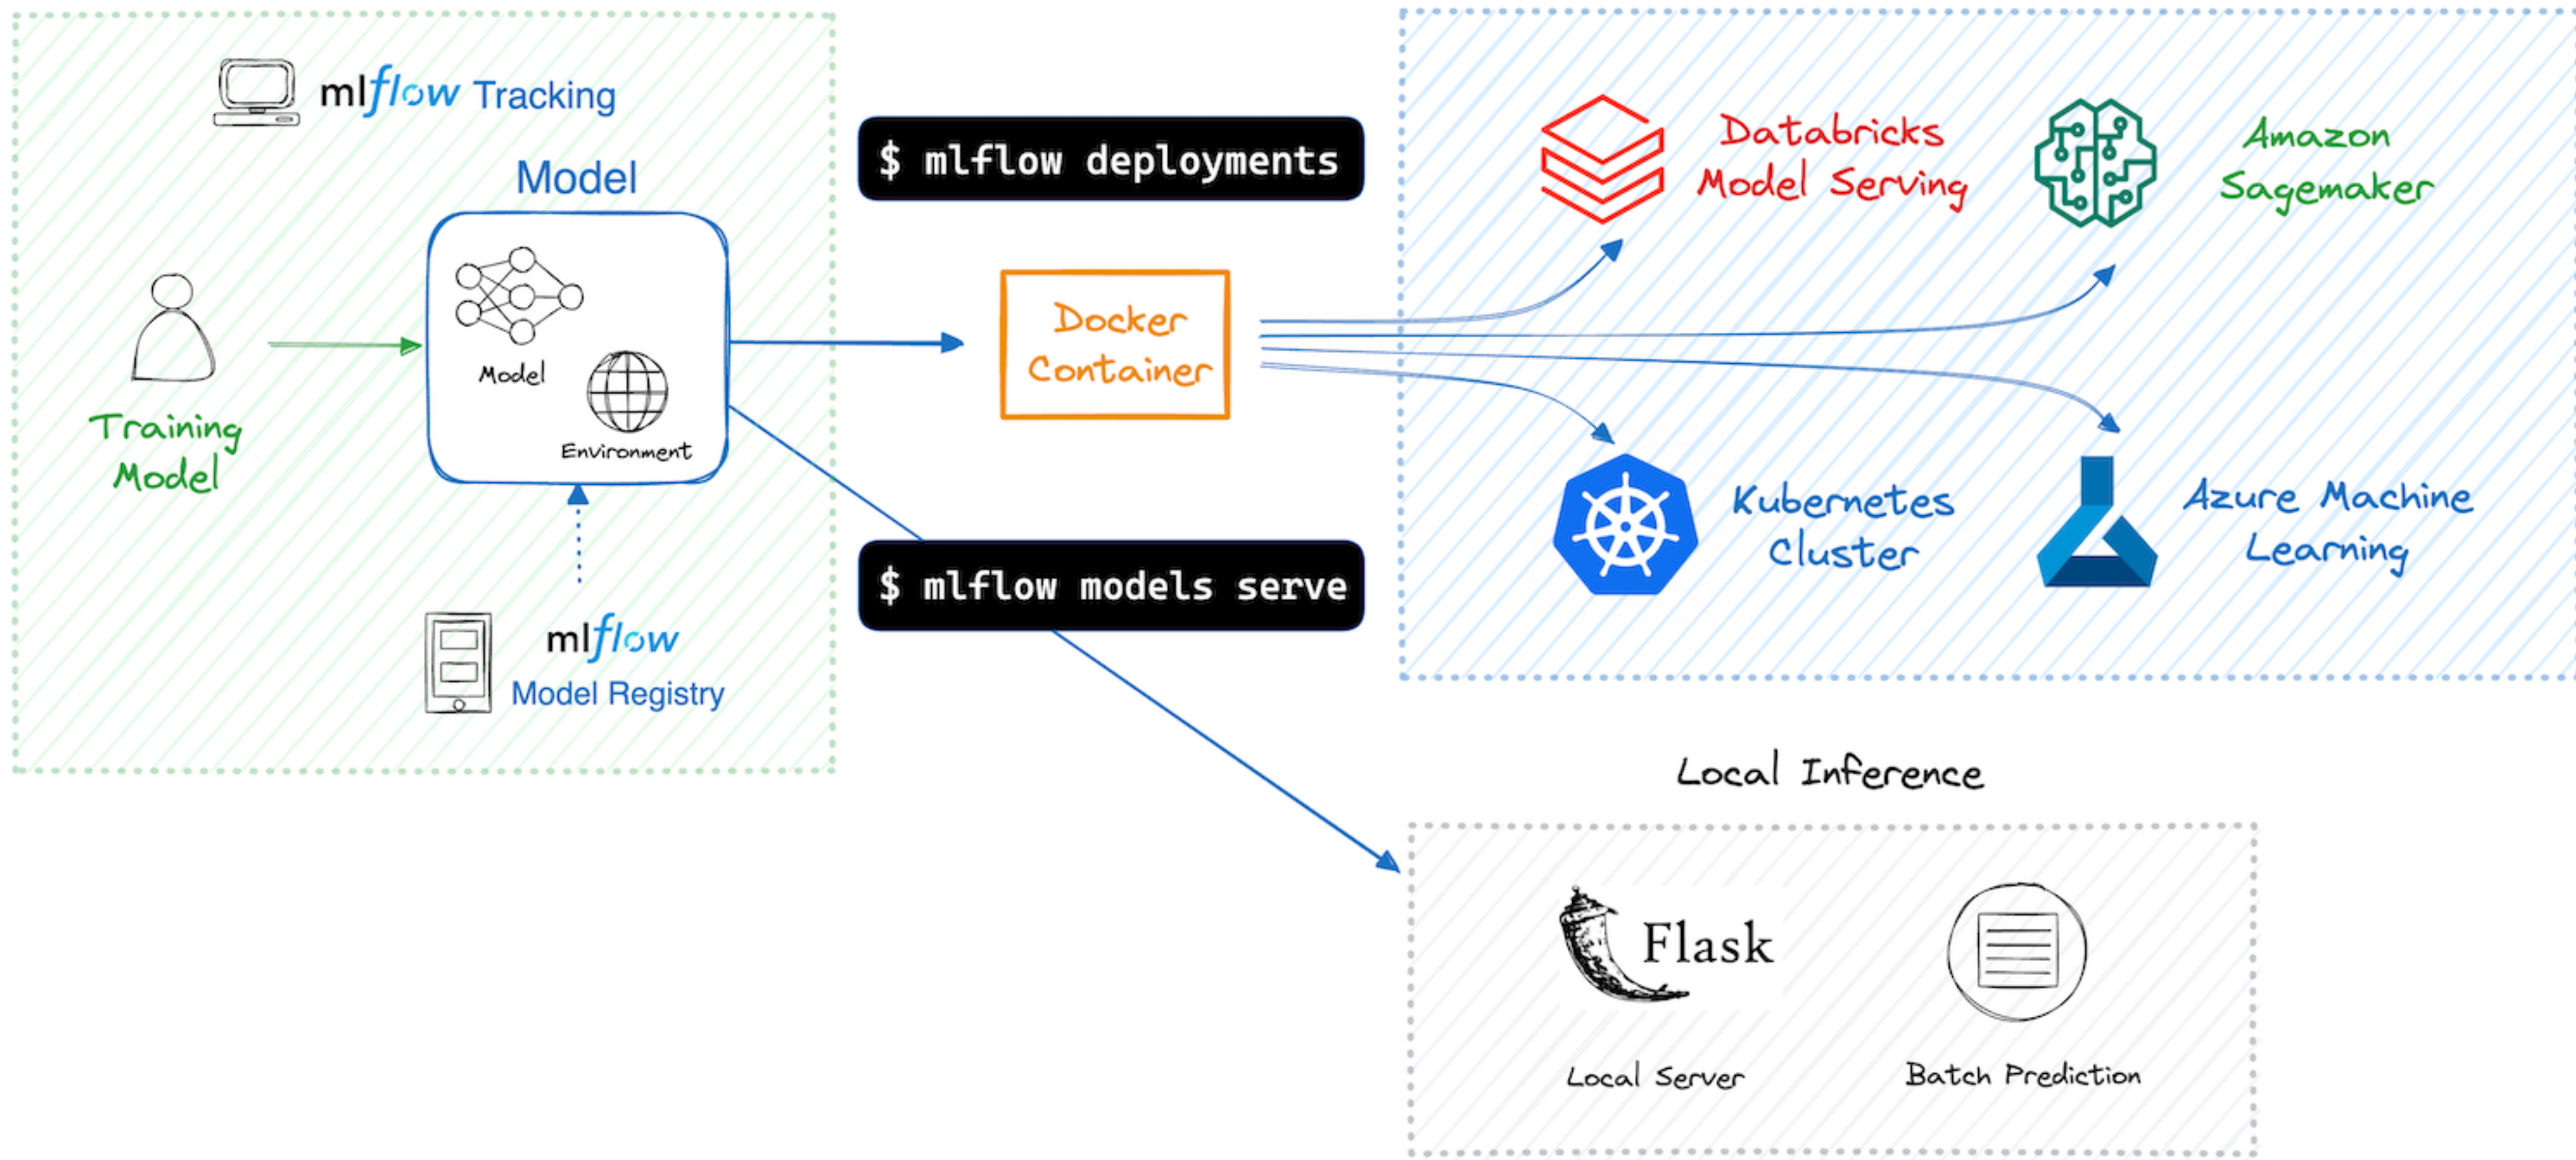 mlflow Tracking
Model
Model
Environment
Training
Model
mlflow
Model Registry
$ mlflow deployments
Docker
Container
$ mlflow models serve
Databricks
Model Serving
Amazon
Sagemaker
Kubernetes
Cluster
Azure Machine
Learning
Local Inference
Flask
Local Server
Batch Prediction